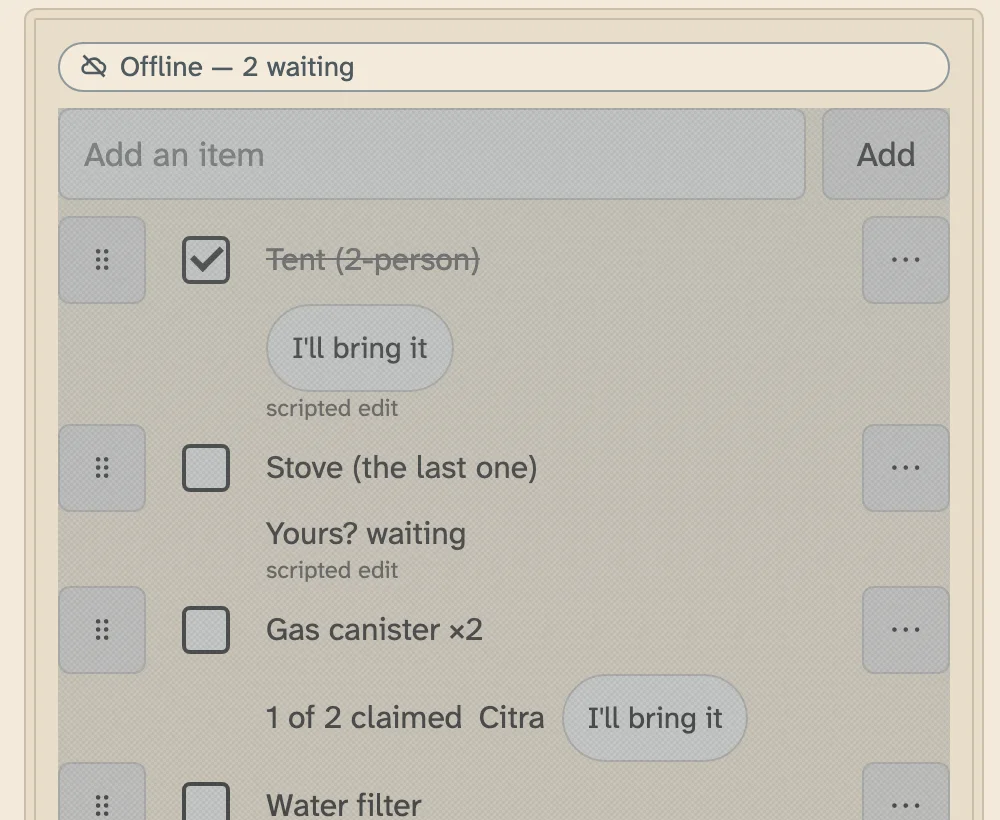 Offline — 2 waiting
Add an item
Add
Tent (2-person)
I'll bring it
scripted edit
Stove (the last one)
Yours? waiting
scripted edit
Gas canister ×2
1 of 2 claimed Citra I'll bring it
Water filter